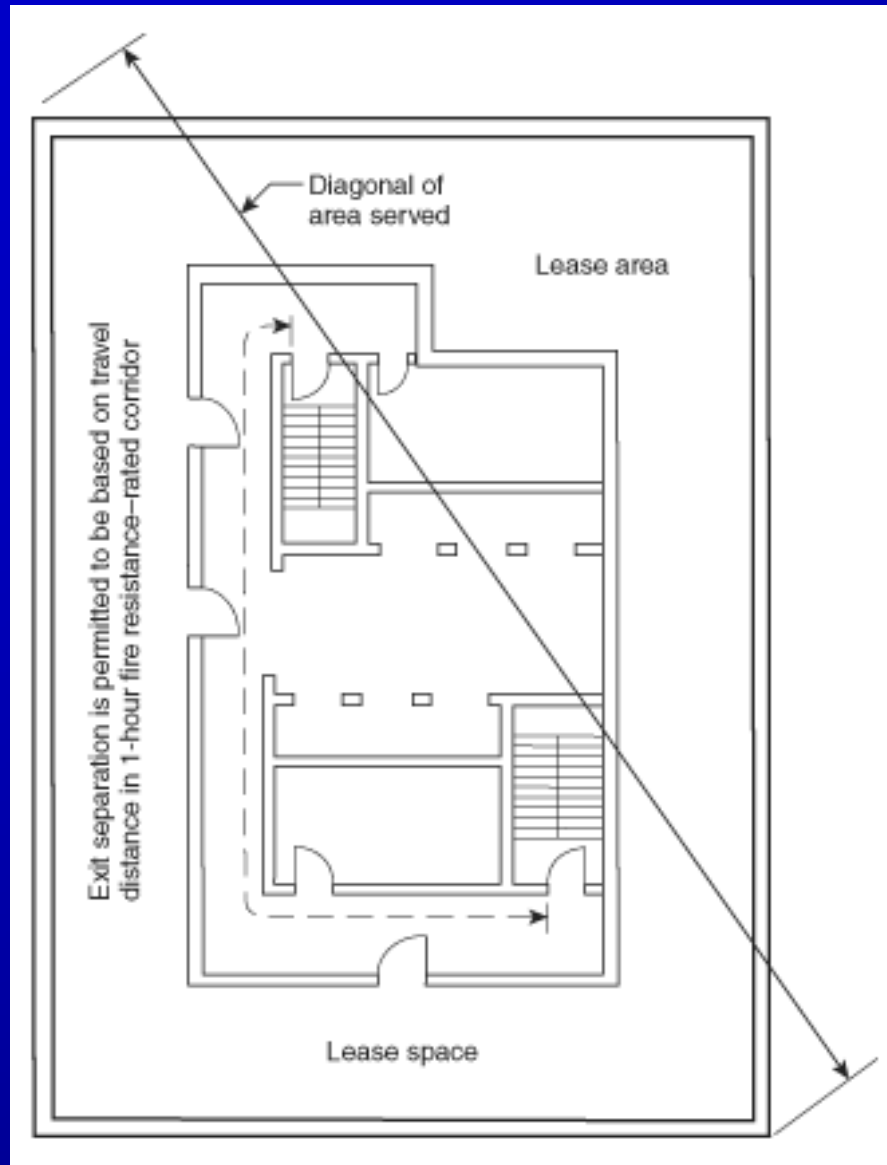 Diagonal of
area served
Lease area
Exit separation is permitted to be based on travel
distance in 1-hour fire resistance–rated corridor
Lease space